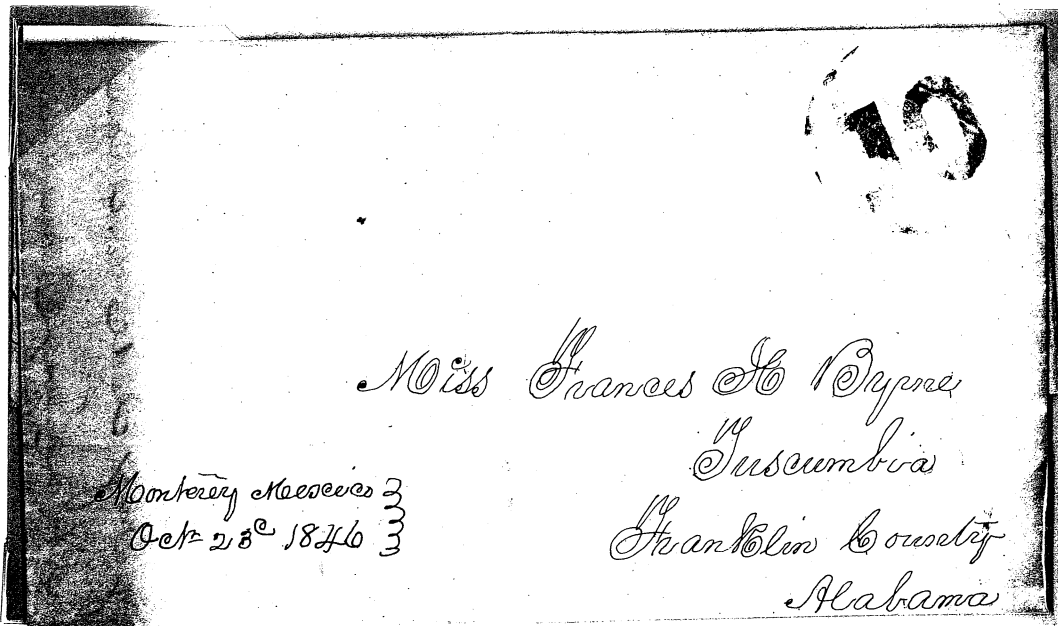 10
Miss Frances H Byrne
Tuscumbia
Franklin County
Alabama
Monterey Mexico
Oct 23d 1846